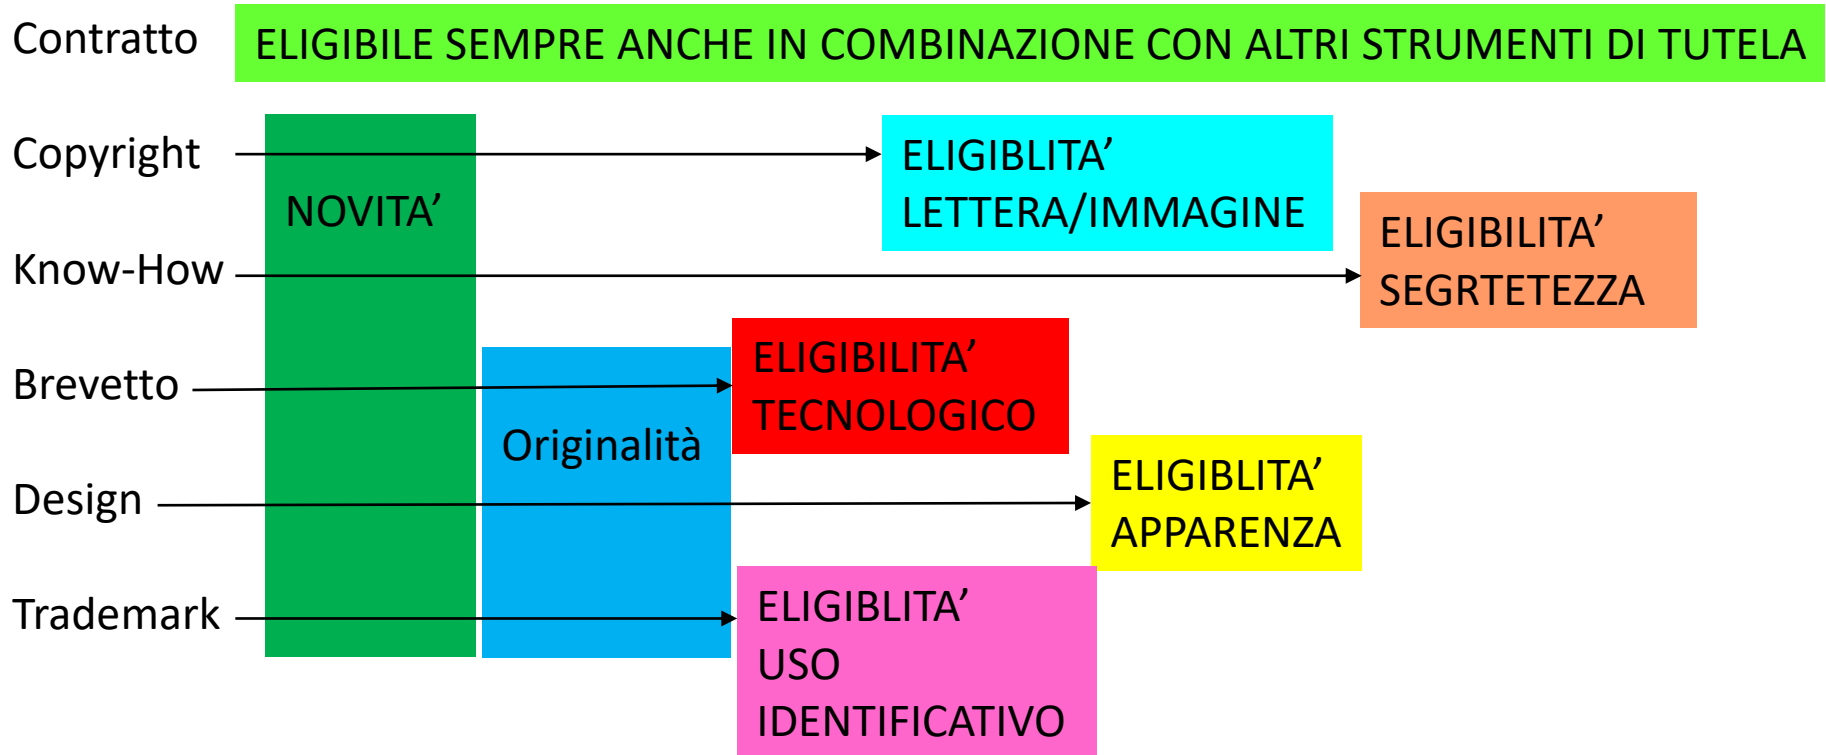 Contratto
ELIGIBILE SEMPRE ANCHE IN COMBINAZIONE CON ALTRI STRUMENTI DI TUTELA
Copyright
NOVITA’
ELIGIBLITA’
LETTERA/IMMAGINE
Know-How
ELIGIBILITA’
SEGRTETEZZA
Brevetto
Originalità
ELIGIBILITA’
TECNOLOGICO
Design
ELIGIBLITA’
APPARENZA
Trademark
ELIGIBLITA’
USO
IDENTIFICATIVO